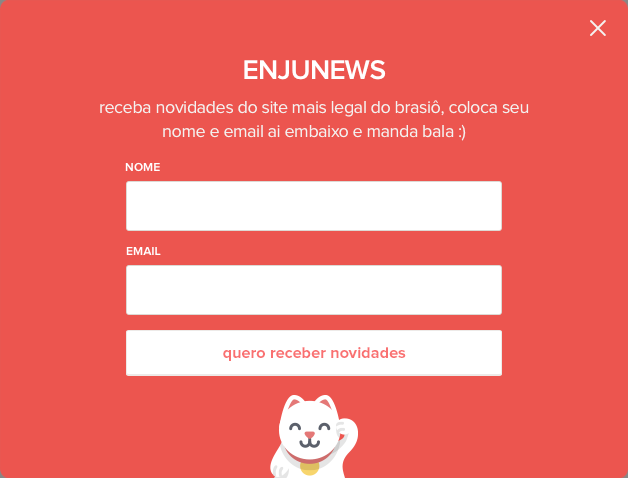 ENJUNEWS
receba novidades do site mais legal do brasiô, coloca seu
nome e email ai embaixo e manda bala :)
NOME
EMAIL
quero receber novidades